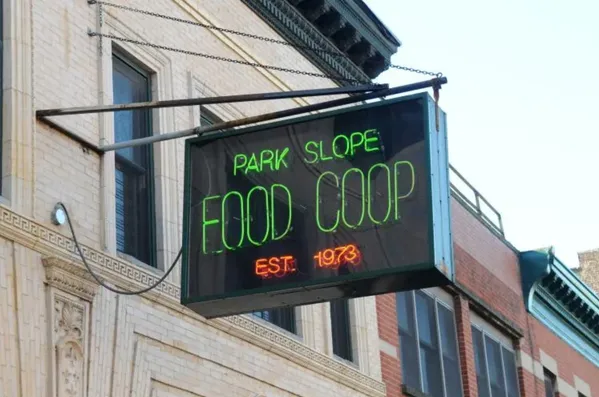 PARK SLOPE
FOOD COOP
EST. 1973